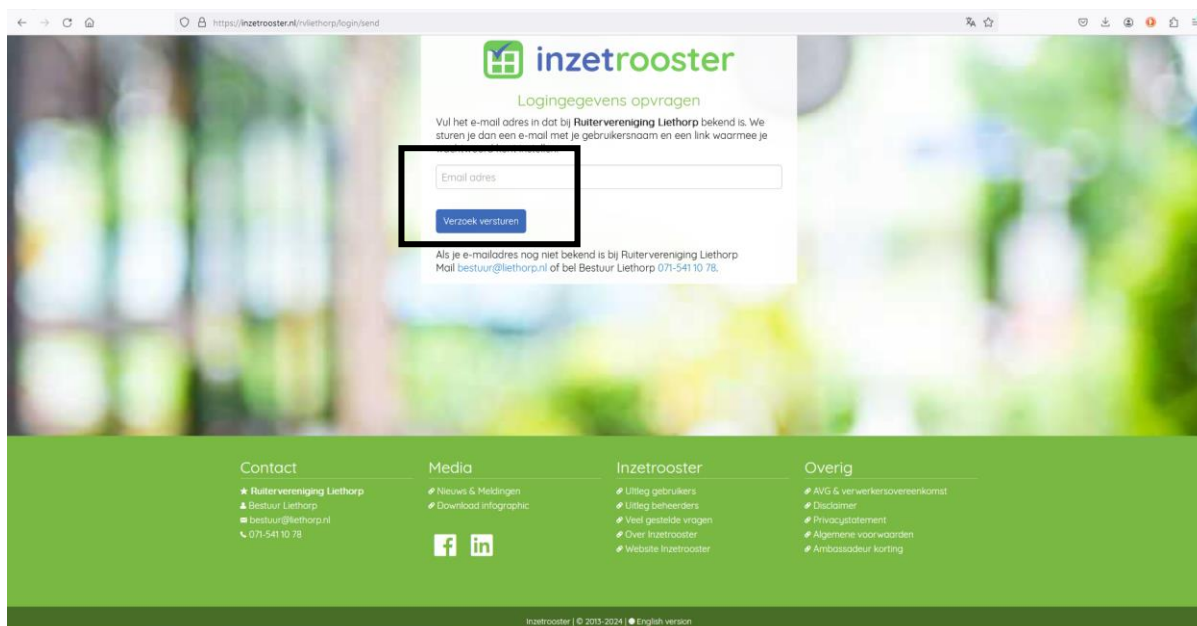 https://inzetrooster.nl/rvliethorp/login/send
inzetrooster
Logingegevens opvragen
Vul het e-mail adres in dat bij Ruitervereniging Liethorp bekend is. We
sturen je dan een e-mail met je gebruikersnaam en een link waarmee je
Email adres
Verzoek versturen
Als je e-mailadres nog niet bekend is bij Ruitervereniging Liethorp
Mail bestuur@liethorp.nl of bel Bestuur Liethorp 071-541 10 78.
Contact
Ruitervereniging Liethorp
Bestuur Liethorp
bestuur@liethorp.nl
071-541 10 78
Media
Nieuws & Meldingen
Download infographic
Inzetrooster
Uitleg gebruikers
Uitleg beheerders
Veel gestelde vragen
Over Inzetrooster
Website Inzetrooster
Overig
AVG & verwerkersovereenkomst
Disclaimer
Privacystatement
Algemene voorwaarden
Ambassadeur korting
Inzetrooster | © 2013-2024 | English version